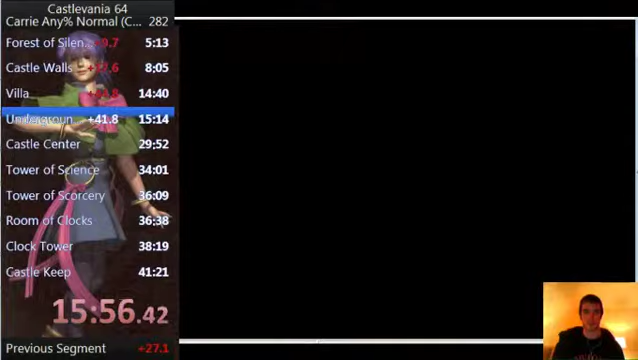 Castlevania 64
Carrie Any% Normal (C... 282
Forest of Silen... 5:13
Castle Walls 8:05
Villa 14:40
Undergroun +41.8 15:14
Castle Center 29:52
Tower of Science 34:01
Tower of Scorcery 36:09
Room of Clocks 36:38
Clock Tower 38:19
Castle Keep 41:21
15:56.42
Previous Segment +27.1